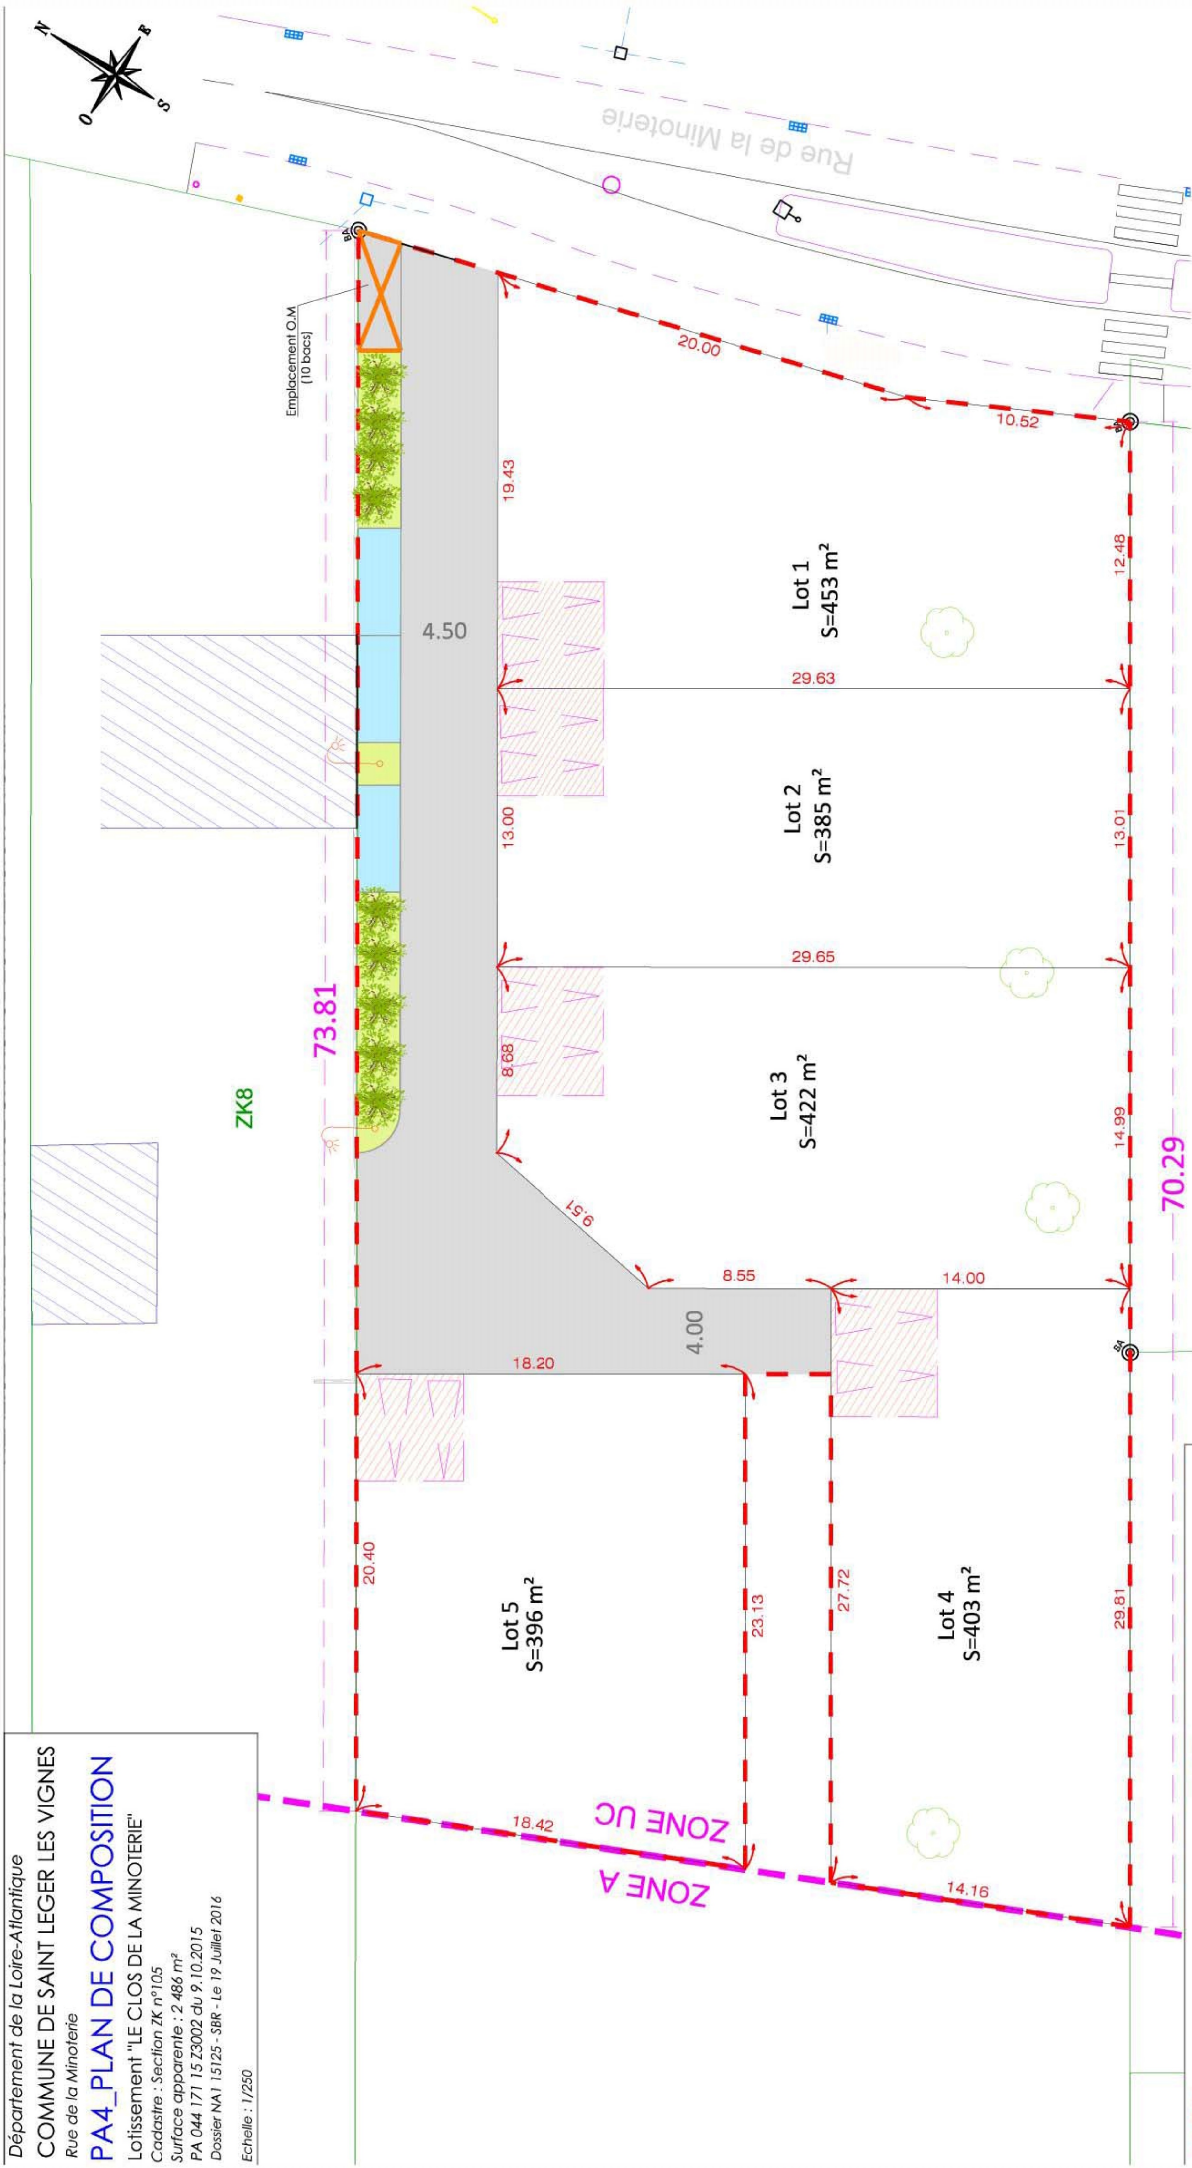 Département de la Loire-Atlantique
COMMUNE DE SAINT LEGER LES VIGNES
Rue de la Minoterie
PA4_PLAN DE COMPOSITION
Lotissement "LE CLOS DE LA MINOTERIE"
Cadastre : Section ZK n°105
Surface apparente : 2 486 m²
PA 044 171 15 Z3002 du 9.10.2015
Dossier NA1 15125 - SBR - Le 19 Juillet 2016
Echelle : 1/250
N
E
S
O
Rue de la Minoterie
Emplacement O.M
(10 bacs)
ZK8
73.81
70.29
4.50
4.00
20.00
10.52
19.43
12.48
Lot 1
S=453 m²
29.63
13.00
13.01
Lot 2
S=385 m²
29.65
8.68
14.99
Lot 3
S=422 m²
9.51
8.55
14.00
18.20
20.40
Lot 5
S=396 m²
23.13
27.72
Lot 4
S=403 m²
29.81
18.42
14.16
ZONE UC
ZONE A